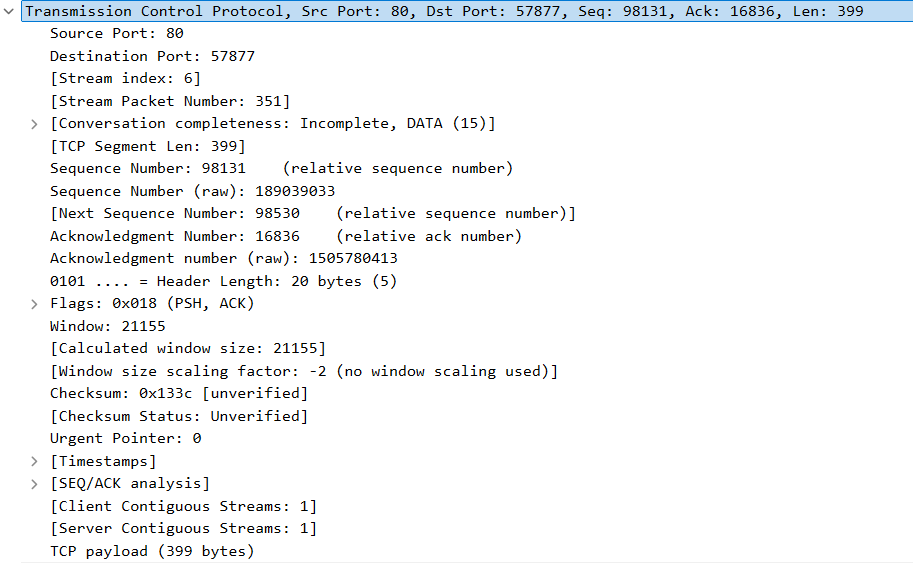 Transmission Control Protocol, Src Port: 80, Dst Port: 57877, Seq: 98131, Ack: 16836, Len: 399
Source Port: 80
Destination Port: 57877
[Stream index: 6]
[Stream Packet Number: 351]
[Conversation completeness: Incomplete, DATA (15)]
[TCP Segment Len: 399]
Sequence Number: 98131    (relative sequence number)
Sequence Number (raw): 189039033
[Next Sequence Number: 98530    (relative sequence number)]
Acknowledgment Number: 16836    (relative ack number)
Acknowledgment number (raw): 1505780413
0101 .... = Header Length: 20 bytes (5)
Flags: 0x018 (PSH, ACK)
Window: 21155
[Calculated window size: 21155]
[Window size scaling factor: -2 (no window scaling used)]
Checksum: 0x133c [unverified]
[Checksum Status: Unverified]
Urgent Pointer: 0
[Timestamps]
[SEQ/ACK analysis]
[Client Contiguous Streams: 1]
[Server Contiguous Streams: 1]
TCP payload (399 bytes)